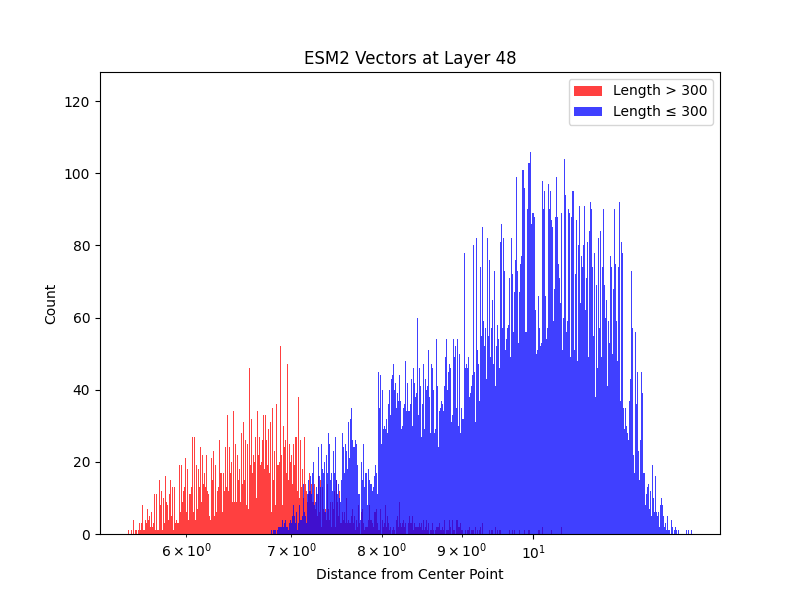 ESM2 Vectors at Layer 48
Length > 300
Length ≤ 300
120
100
80
60
40
20
0
Count
6 × 10⁰ 7 × 10⁰ 8 × 10⁰ 9 × 10⁰ 10¹
Distance from Center Point